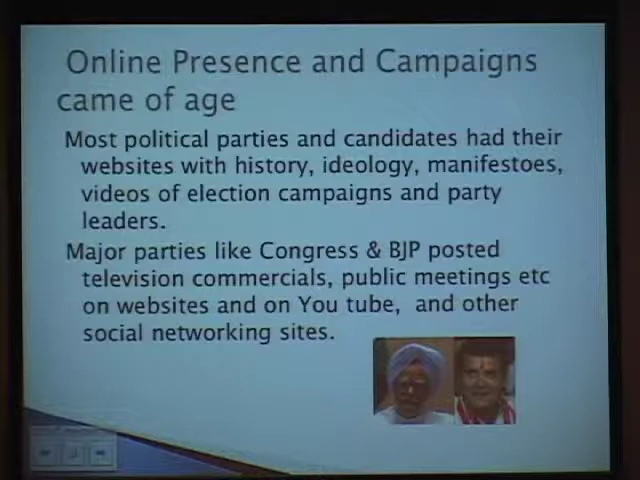 Online Presence and Campaigns
came of age
Most political parties and candidates had their
websites with history, ideology, manifestoes,
videos of election campaigns and party
leaders.
Major parties like Congress & BJP posted
television commercials, public meetings etc
on websites and on You tube, and other
social networking sites.